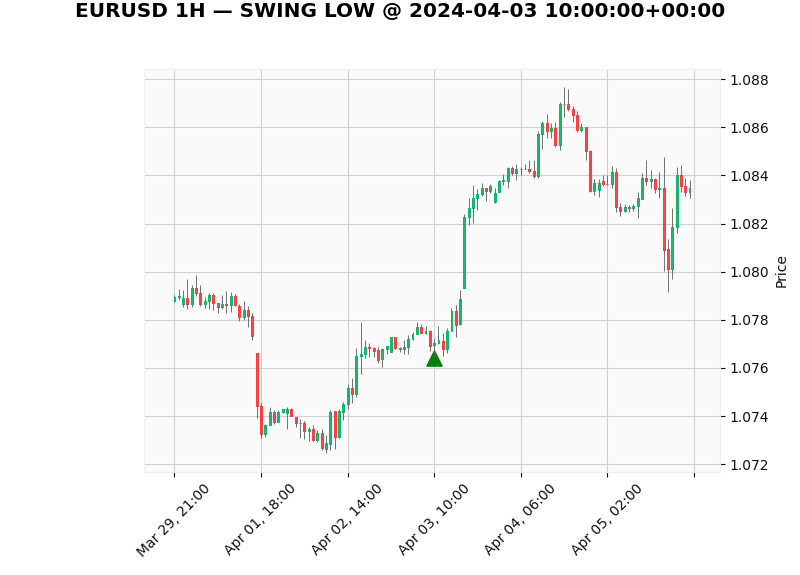 EURUSD 1H — SWING LOW @ 2024-04-03 10:00:00+00:00
1.088
1.086
1.084
1.082
1.080
1.078
1.076
1.074
1.072
Price
Mar 29, 21:00
Apr 01, 18:00
Apr 02, 14:00
Apr 03, 10:00
Apr 04, 06:00
Apr 05, 02:00